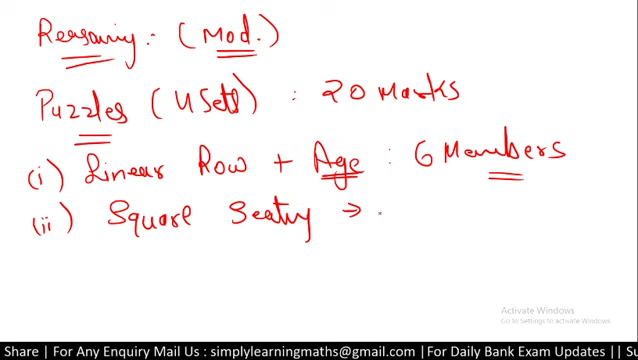 Reasoning : (Mod.)
Puzzles (4 Sets) : 20 Marks
(i) Linear Row + Age : 6 Members
(ii) Square Seating →
Activate Windows
Go to Settings to activate Windows.
Share | For Any Enquiry Mail Us : simplylearningmaths@gmail.com | For Daily Bank Exam Updates || Su